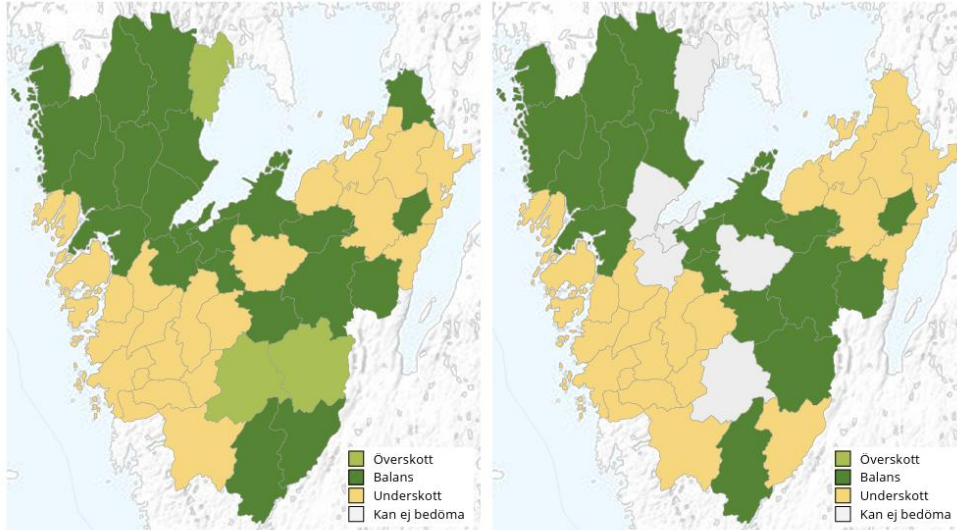 Överskott
Balans
Underskott
Kan ej bedöma
Överskott
Balans
Underskott
Kan ej bedöma